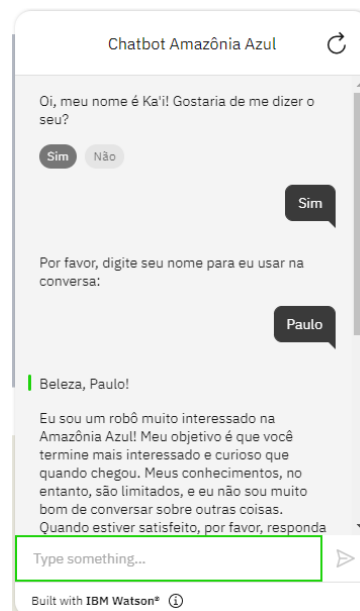 Chatbot Amazônia Azul
Oi, meu nome é Ka'i! Gostaria de me dizer o
seu?
Sim Não
Sim
Por favor, digite seu nome para eu usar na
conversa:
Paulo
Beleza, Paulo!
Eu sou um robô muito interessado na
Amazônia Azul! Meu objetivo é que você
termine mais interessado e curioso que
quando chegou. Meus conhecimentos, no
entanto, são limitados, e eu não sou muito
bom de conversar sobre outras coisas.
Quando estiver satisfeito, por favor, responda
Type something...
Built with IBM Watson®